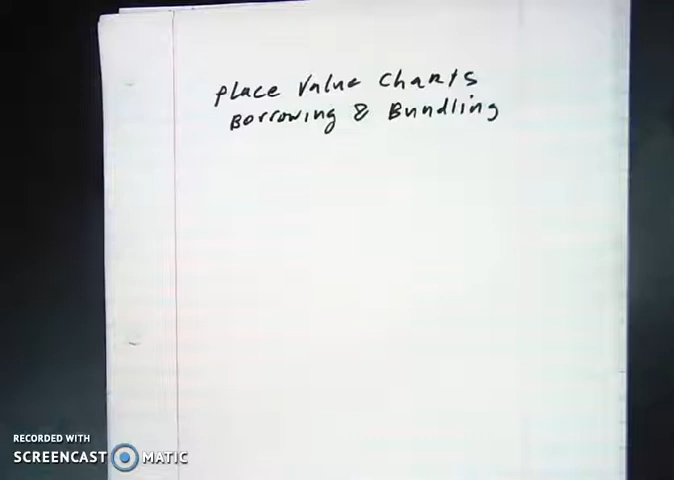 Place Value Charts
Borrowing & Bundling
RECORDED WITH
SCREENCAST MATIC